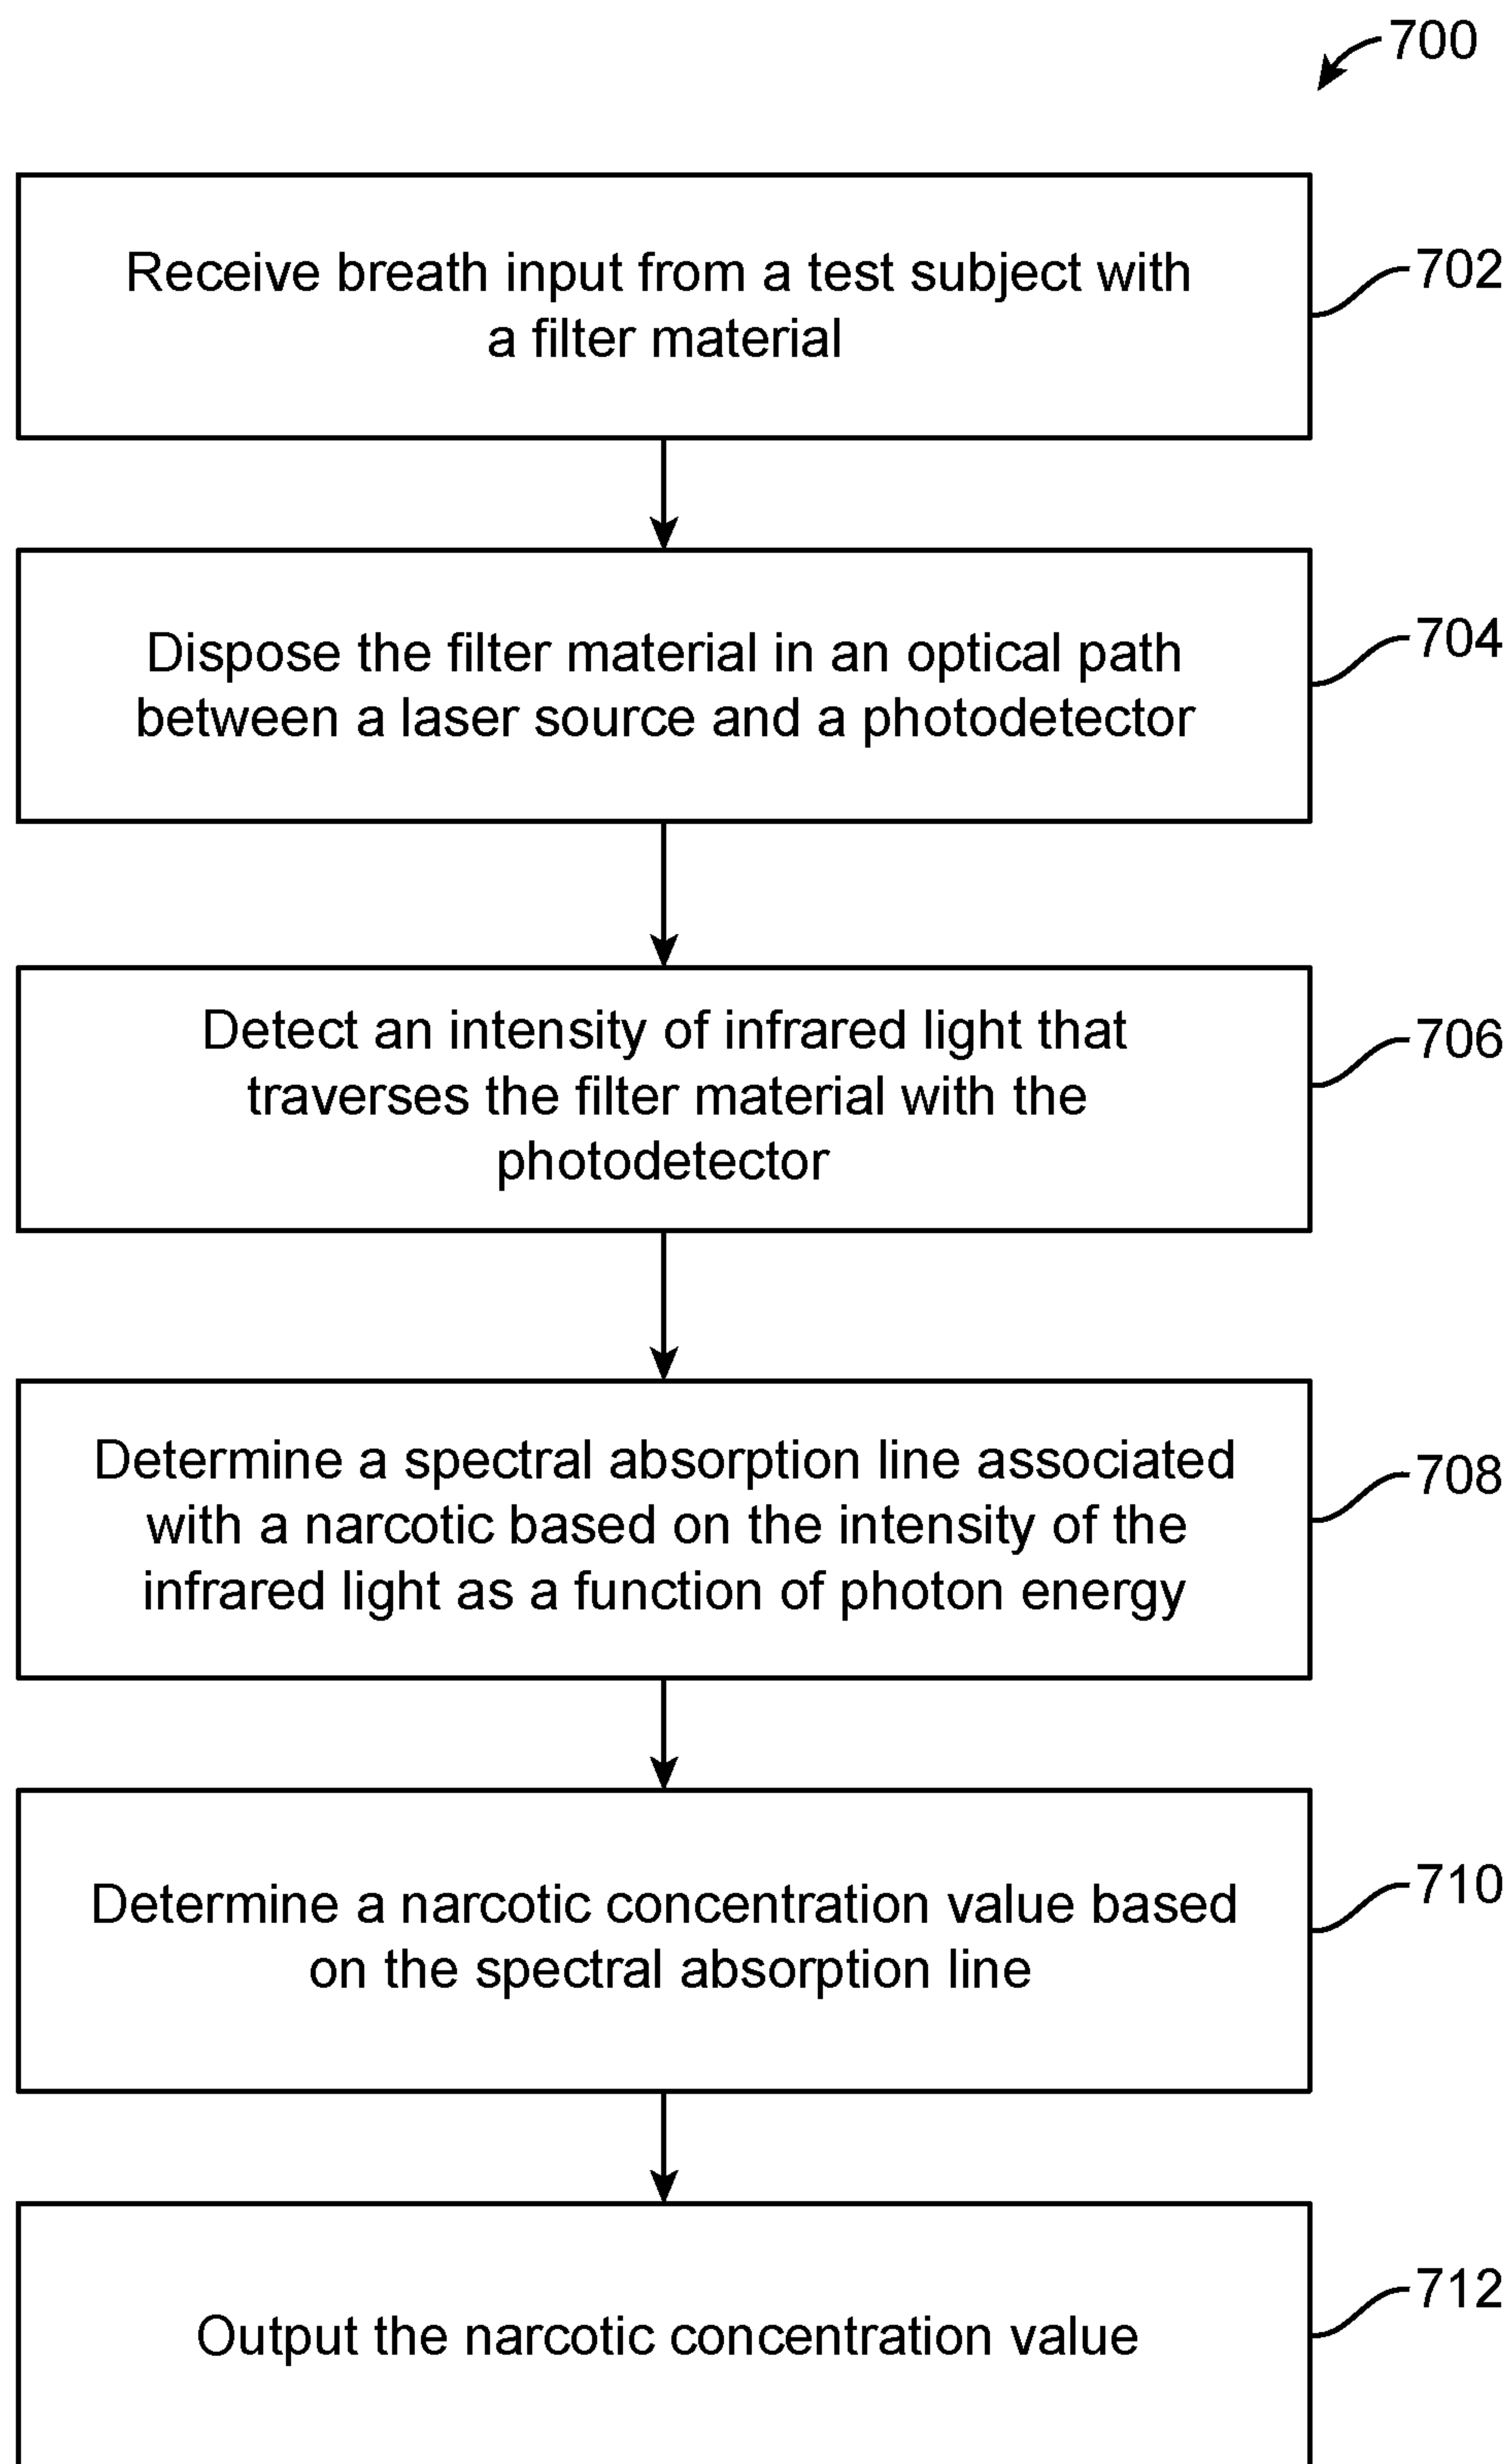 700
Receive breath input from a test subject with
a filter material
702
Dispose the filter material in an optical path
between a laser source and a photodetector
704
Detect an intensity of infrared light that
traverses the filter material with the
photodetector
706
Determine a spectral absorption line associated
with a narcotic based on the intensity of the
infrared light as a function of photon energy
708
Determine a narcotic concentration value based
on the spectral absorption line
710
Output the narcotic concentration value
712